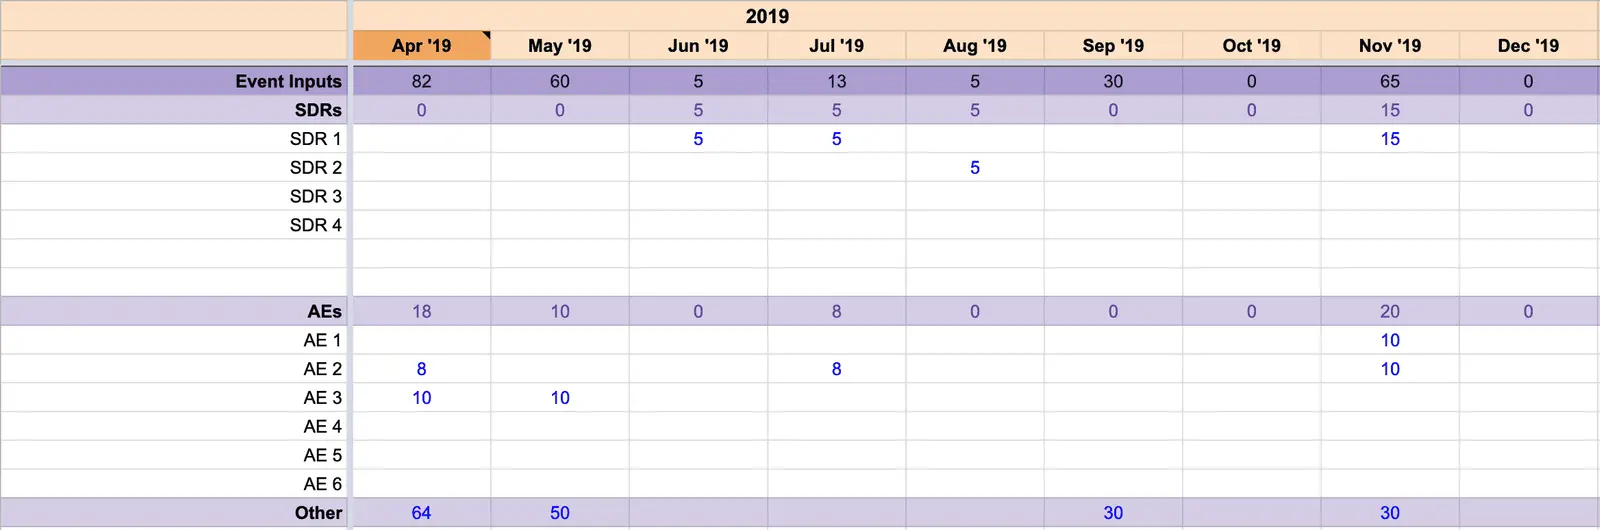 2019
Apr '19 May '19 Jun '19 Jul '19 Aug '19 Sep '19 Oct '19 Nov '19 Dec '19
Event Inputs 82 60 5 13 5 30 0 65 0
SDRs 0 0 5 5 5 0 0 15 0
SDR 1 5 5 15
SDR 2 5
SDR 3
SDR 4
AEs 18 10 0 8 0 0 0 20 0
AE 1 10
AE 2 8 8 10
AE 3 10 10
AE 4
AE 5
AE 6
Other 64 50 30 30